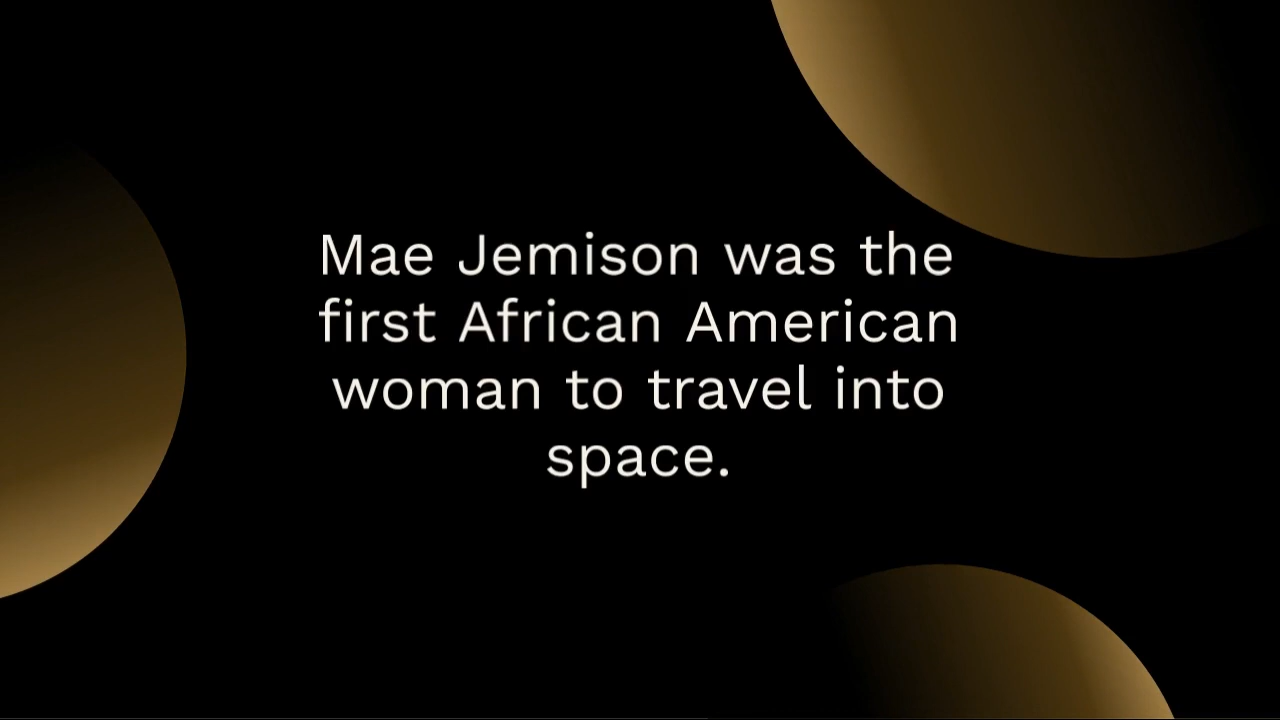 Mae Jemison was the
first African American
woman to travel into
space.